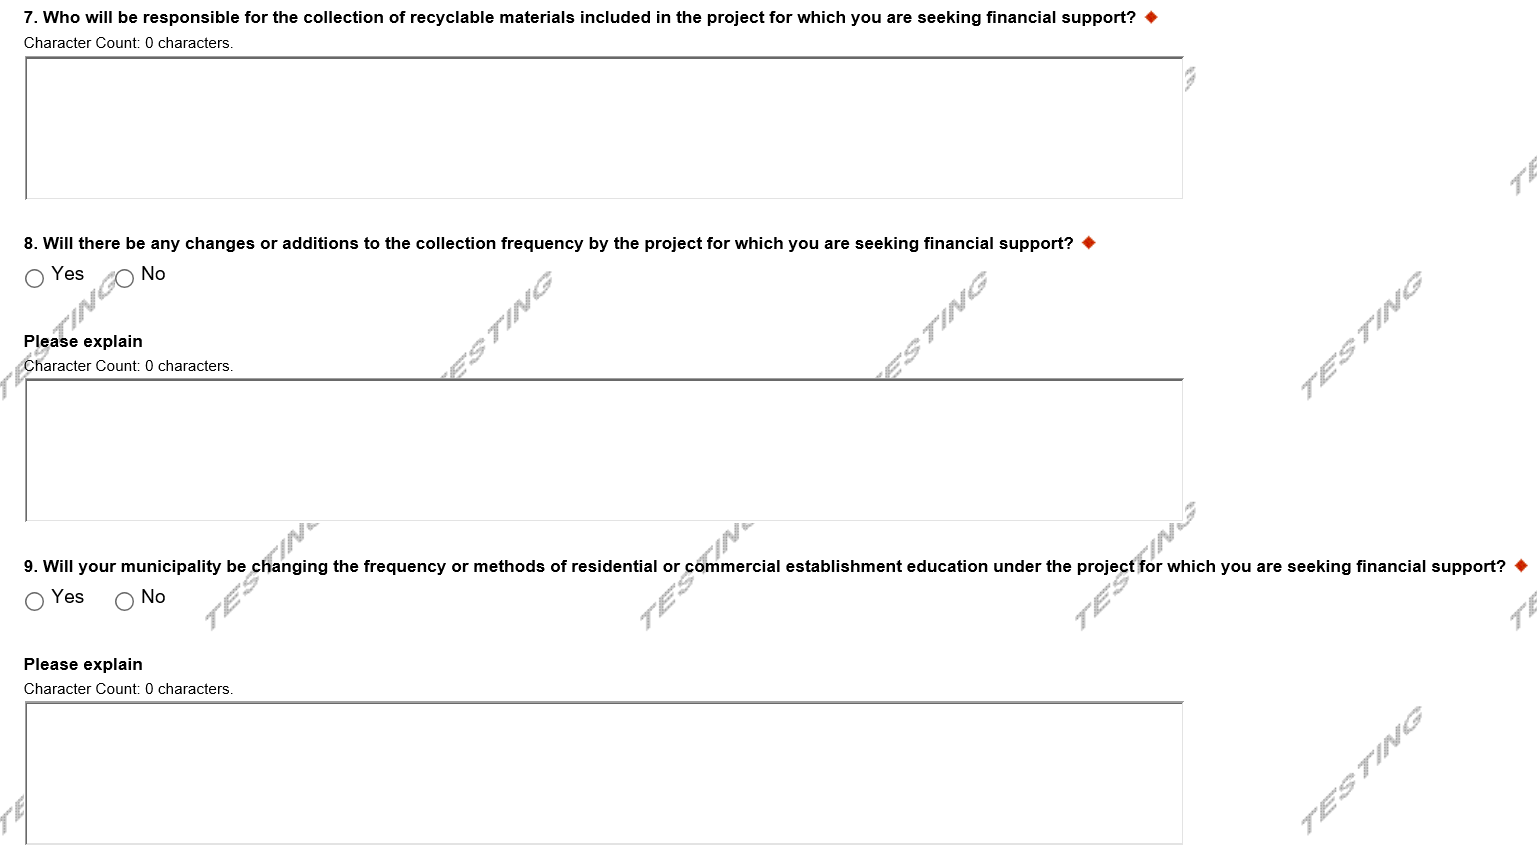 7. Who will be responsible for the collection of recyclable materials included in the project for which you are seeking financial support?
Character Count: 0 characters.
8. Will there be any changes or additions to the collection frequency by the project for which you are seeking financial support?
Yes No
TESTING
TESTING
TESTING
TESTING
Please explain
Character Count: 0 characters.
9. Will your municipality be changing the frequency or methods of residential or commercial establishment education under the project for which you are seeking financial support?
Yes No
TESTING
TESTING
TESTING
Please explain
Character Count: 0 characters.
TESTING